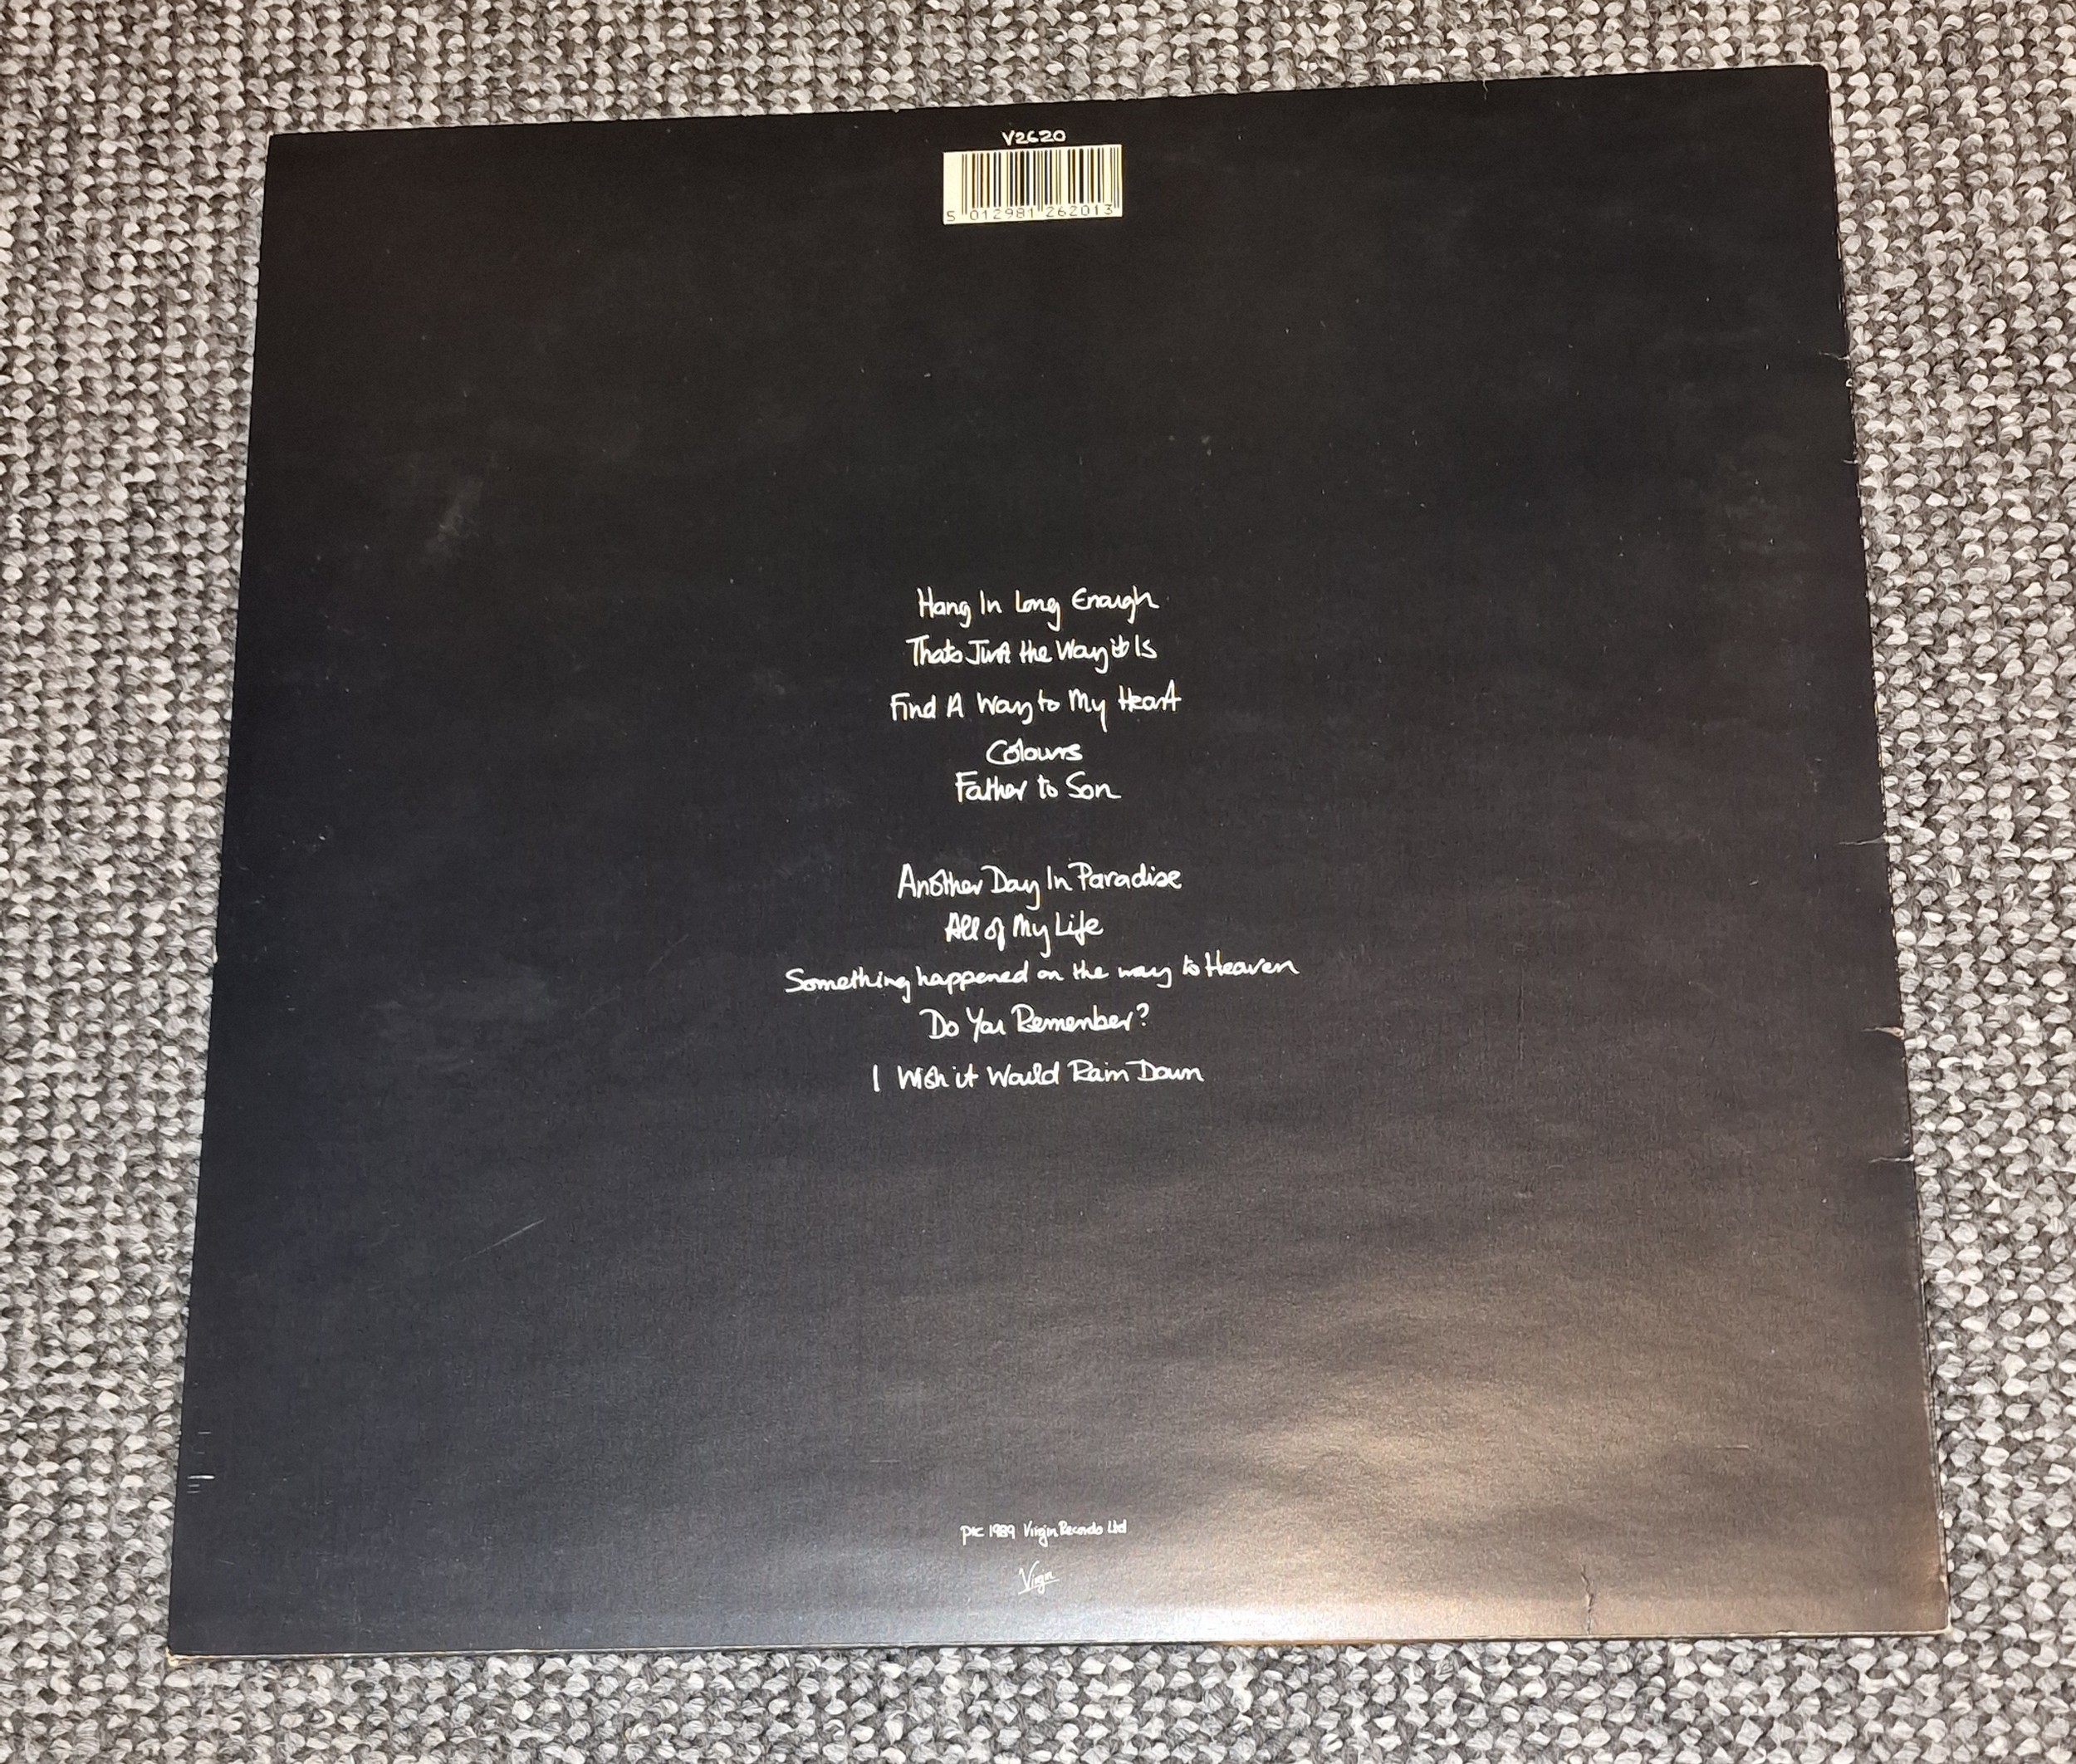 V2620
5 012981 262013
Hang In Long Enough
Thats Just the Way it Is
Find A Way to My Heart
Colours
Father to Son
Another Day In Paradise
All of My Life
Something happened on the way to Heaven
Do You Remember?
I Wish it Would Rain Down
P&C 1989 Virgin Records Ltd
Virgin